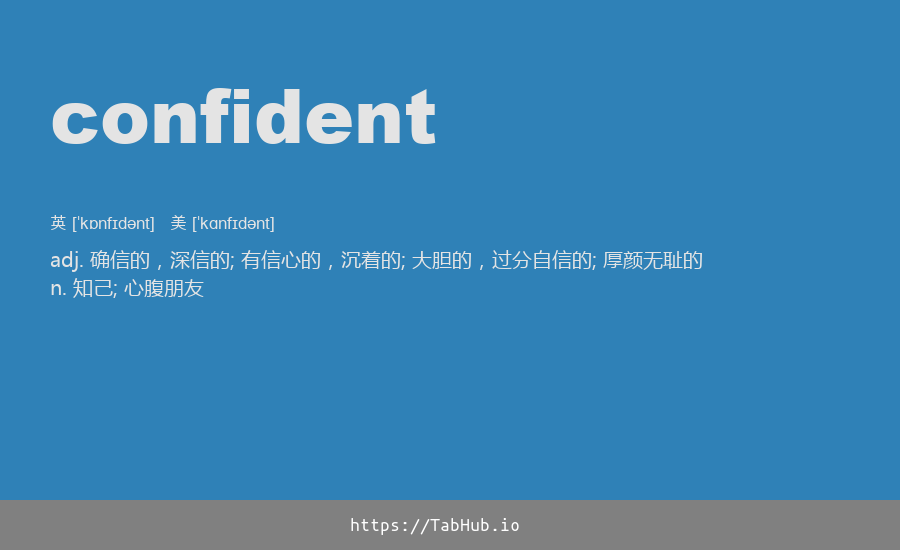 confident
英 [ˈkɒnfɪdənt] 美 [ˈkɑnfɪdənt]
adj. 确信的，深信的; 有信心的，沉着的; 大胆的，过分自信的; 厚颜无耻的
n. 知己; 心腹朋友
https://TabHub.io